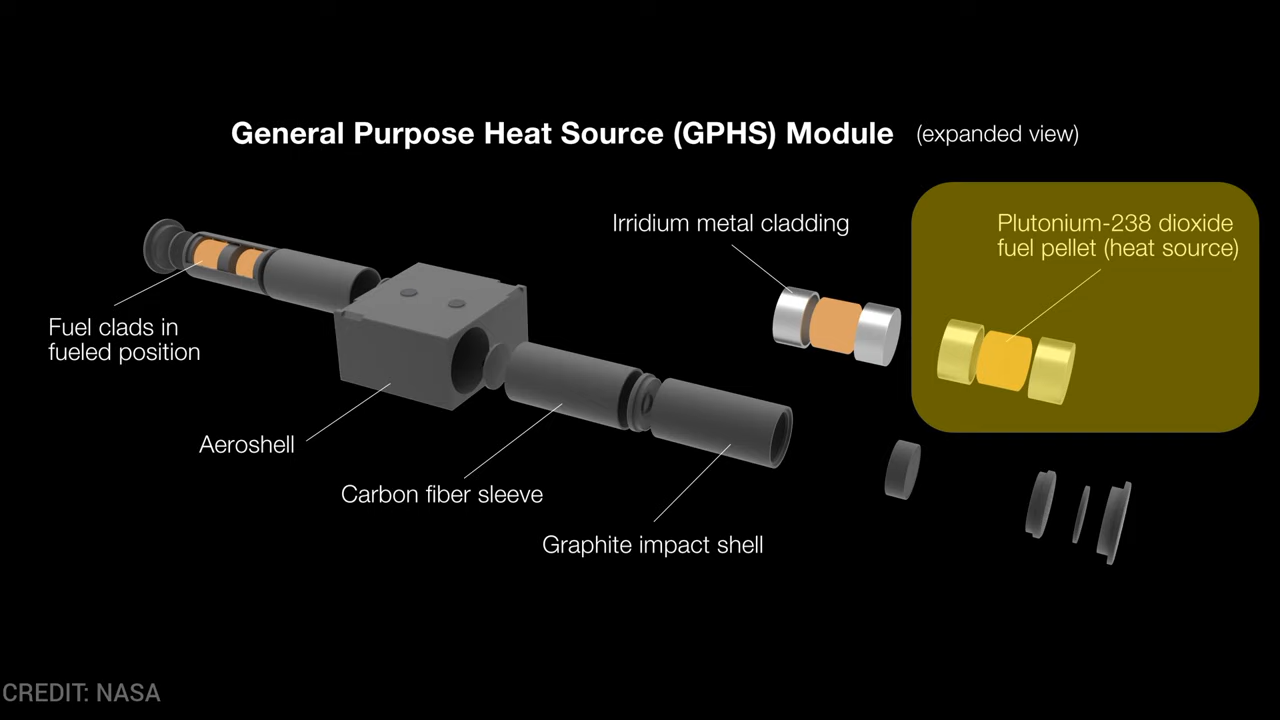 General Purpose Heat Source (GPHS) Module (expanded view)
Irridium metal cladding
Plutonium-238 dioxide
fuel pellet (heat source)
Fuel clads in
fueled position
Aeroshell
Carbon fiber sleeve
Graphite impact shell
CREDIT: NASA